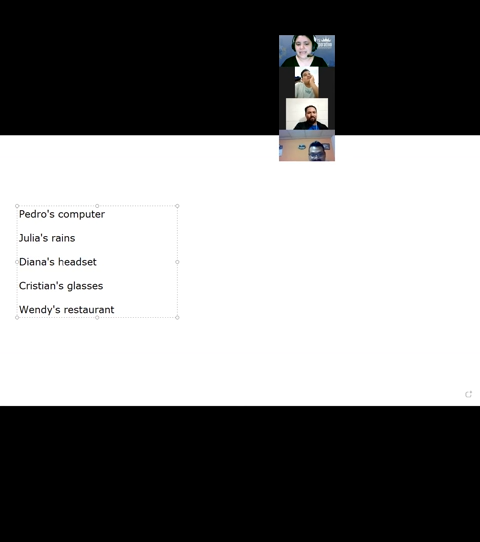 Pedro's computer
Julia's rains
Diana's headset
Cristian's glasses
Wendy's restaurant